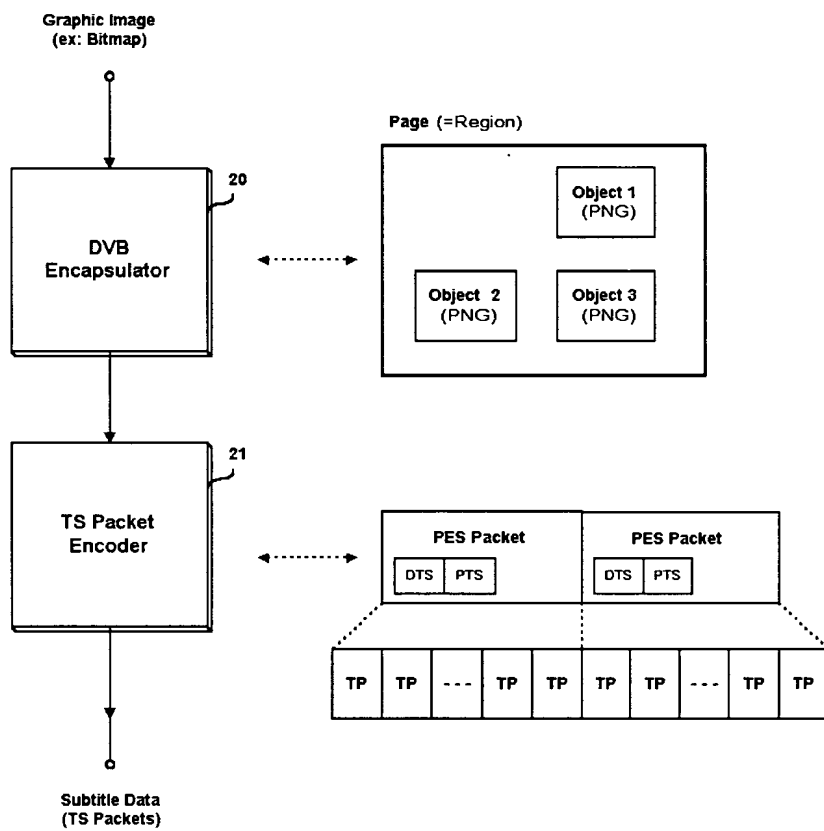 Graphic Image
(ex: Bitmap)
Page (=Region)
20
DVB
Encapsulator
Object 1
(PNG)
Object 2
(PNG)
Object 3
(PNG)
21
TS Packet
Encoder
PES Packet
PES Packet
DTS PTS
DTS PTS
TP TP --- TP TP TP TP --- TP TP
Subtitle Data
(TS Packets)